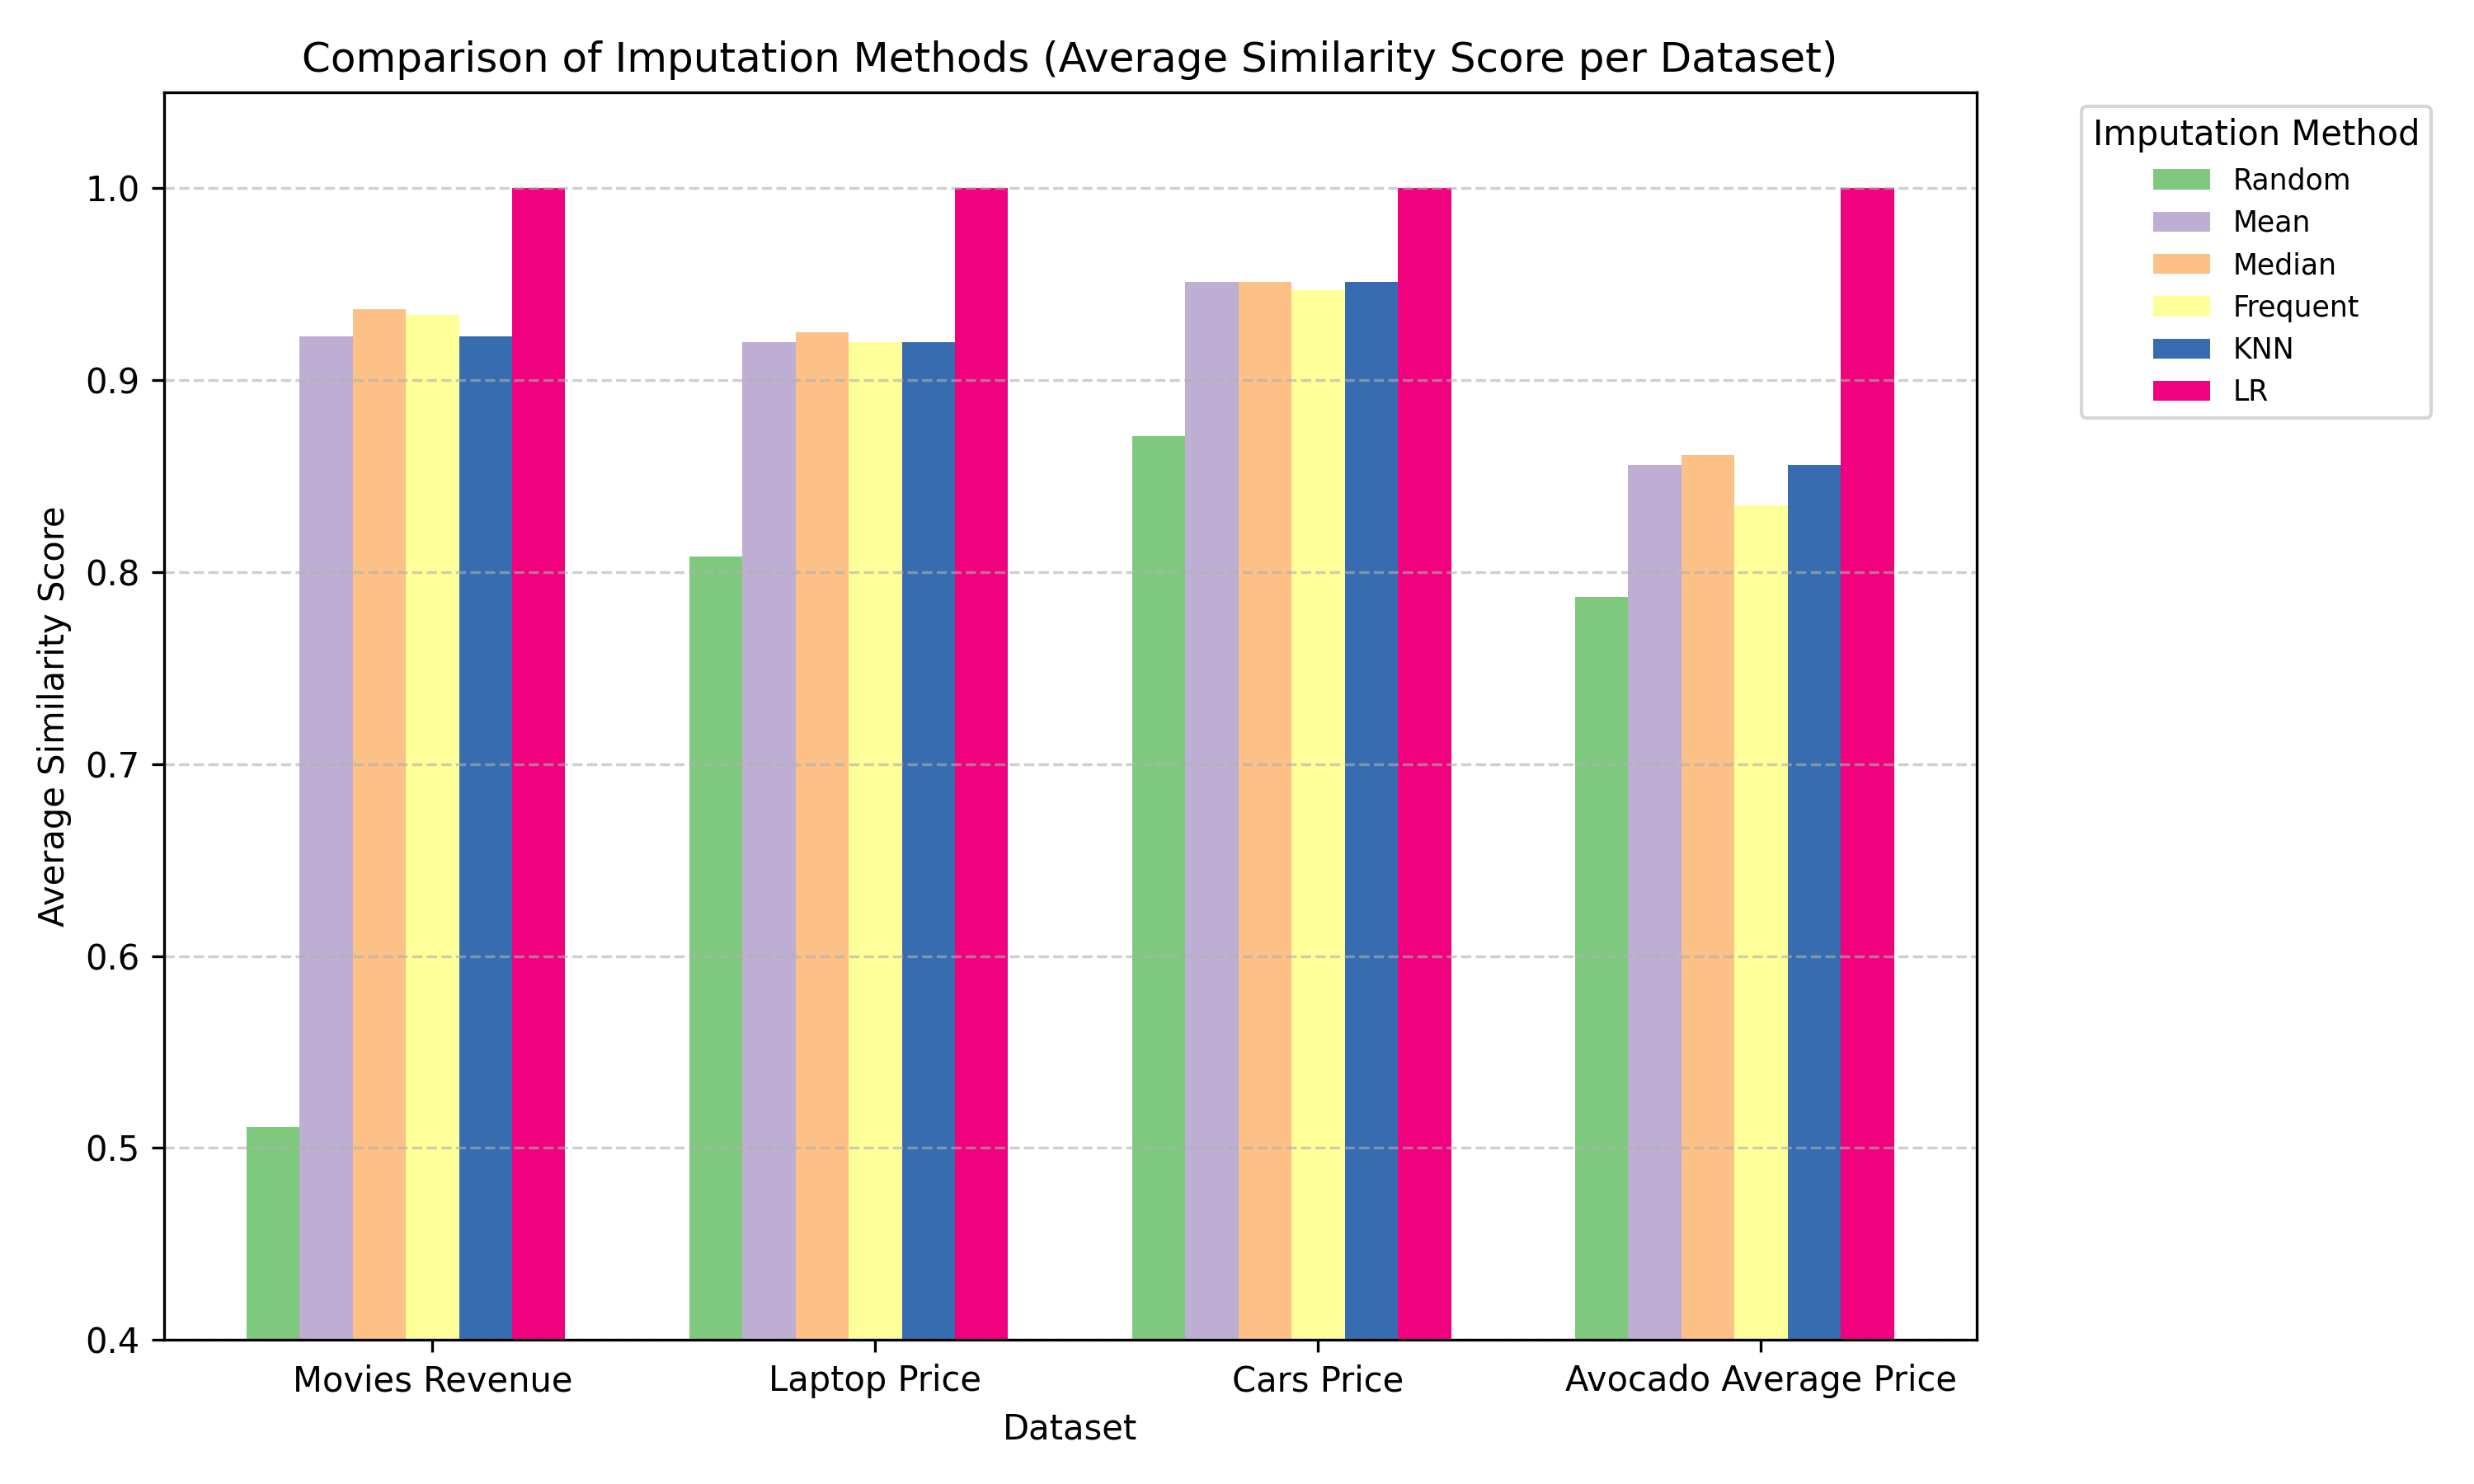 Comparison of Imputation Methods (Average Similarity Score per Dataset)
Average Similarity Score
1.0
0.9
0.8
0.7
0.6
0.5
0.4
Movies Revenue
Laptop Price
Cars Price
Avocado Average Price
Dataset
Imputation Method
Random
Mean
Median
Frequent
KNN
LR